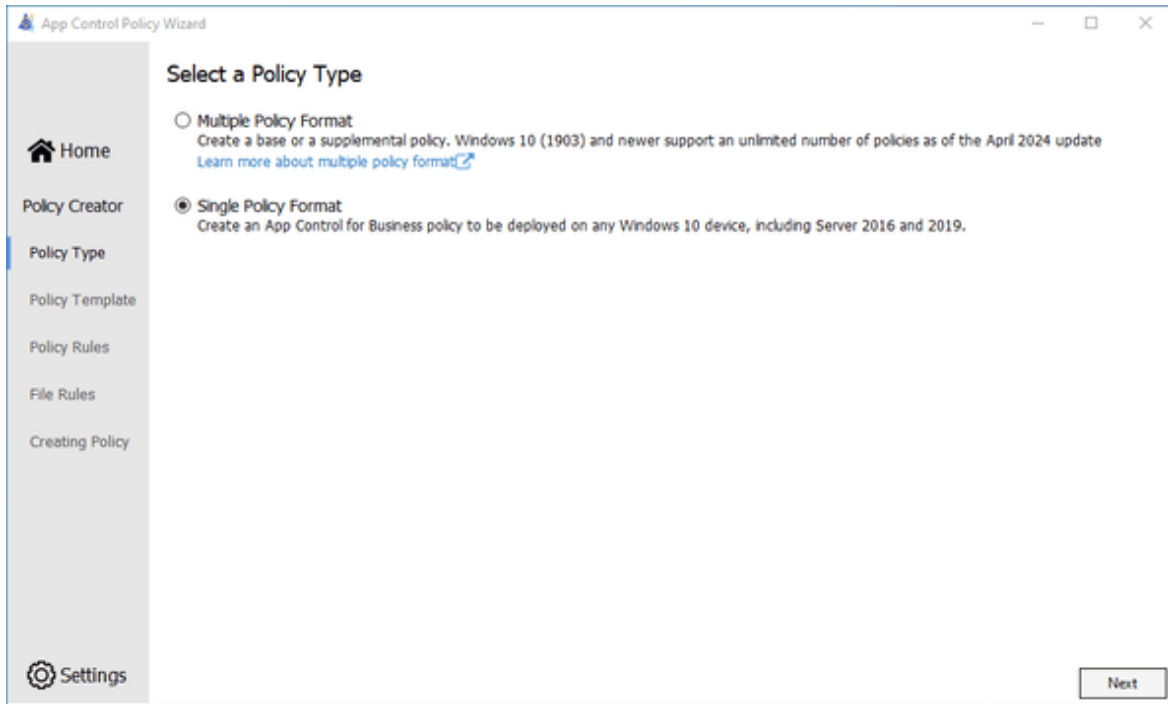 App Control Policy Wizard
Select a Policy Type
Multiple Policy Format
Create a base or a supplemental policy. Windows 10 (1903) and newer support an unlimited number of policies as of the April 2024 update
Learn more about multiple policy format
Single Policy Format
Create an App Control for Business policy to be deployed on any Windows 10 device, including Server 2016 and 2019.
Home
Policy Creator
Policy Type
Policy Template
Policy Rules
File Rules
Creating Policy
Settings
Next